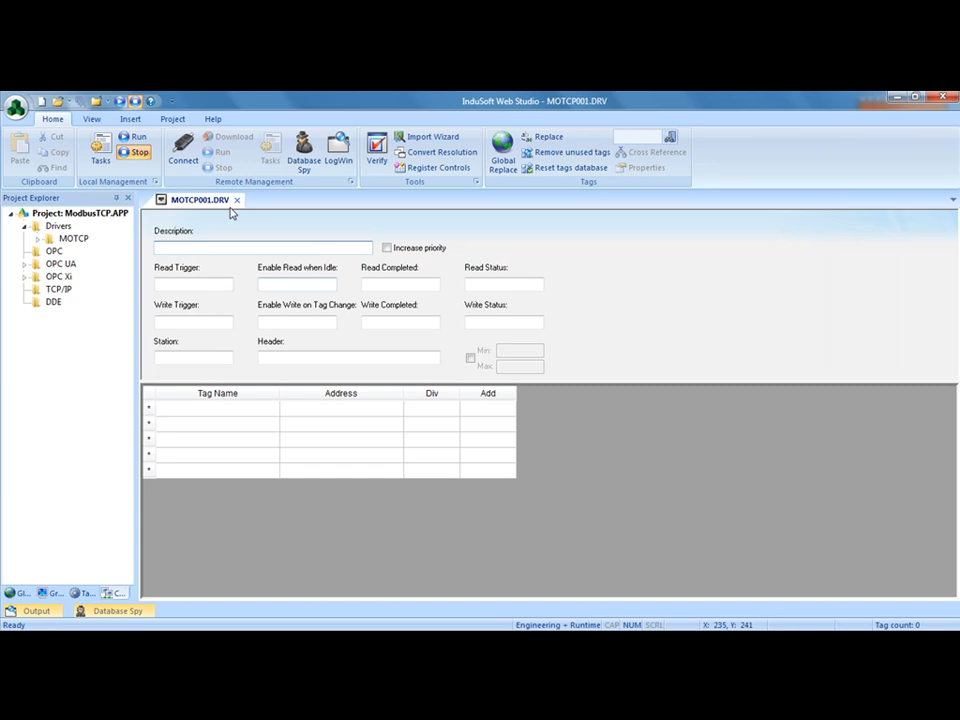 InduSoft Web Studio - MOTCP001.DRV
Home View Insert Project Help
Paste Cut Copy Find Tasks Run Stop Connect Download Run Stop Tasks Database Spy LogWin Verify Import Wizard Convert Resolution Register Controls Global Replace Replace Remove unused tags Reset tags database Cross Reference Properties
Clipboard Local Management Remote Management Tools Tags
Project Explorer
Project: ModbusTCP.APP
Drivers
MOTCP
OPC
OPC UA
OPC Xi
TCP/IP
DDE
MOTCP001.DRV
Description:
Increase priority
Read Trigger: Enable Read when Idle: Read Completed: Read Status:
Write Trigger: Enable Write on Tag Change: Write Completed: Write Status:
Station: Header:
Min:
Max:
Tag Name Address Div Add
*
*
*
*
*
Gl... Gr... Ta... C...
Output Database Spy
Ready Engineering + Runtime CAP NUM SCRL X: 235, Y: 241 Tag count: 0